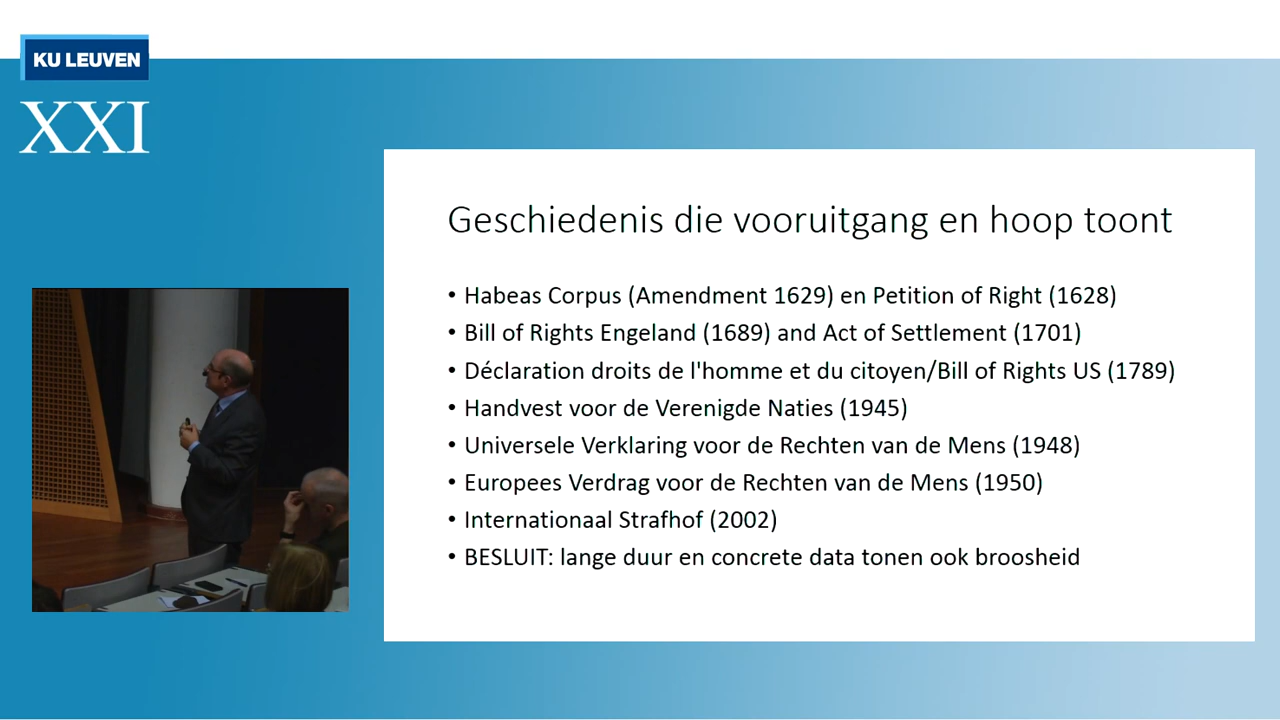 KU LEUVEN
XXI
Geschiedenis die vooruitgang en hoop toont
• Habeas Corpus (Amendment 1629) en Petition of Right (1628)
• Bill of Rights Engeland (1689) and Act of Settlement (1701)
• Déclaration droits de l'homme et du citoyen/Bill of Rights US (1789)
• Handvest voor de Verenigde Naties (1945)
• Universele Verklaring voor de Rechten van de Mens (1948)
• Europees Verdrag voor de Rechten van de Mens (1950)
• Internationaal Strafhof (2002)
• BESLUIT: lange duur en concrete data tonen ook broosheid